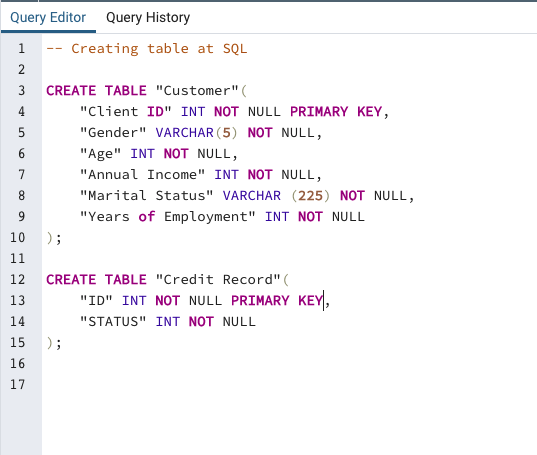 Query Editor Query History
1 -- Creating table at SQL
2
3 CREATE TABLE "Customer"(
4 "Client ID" INT NOT NULL PRIMARY KEY,
5 "Gender" VARCHAR(5) NOT NULL,
6 "Age" INT NOT NULL,
7 "Annual Income" INT NOT NULL,
8 "Marital Status" VARCHAR (225) NOT NULL,
9 "Years of Employment" INT NOT NULL
10 );
11
12 CREATE TABLE "Credit Record"(
13 "ID" INT NOT NULL PRIMARY KEY,
14 "STATUS" INT NOT NULL
15 );
16
17